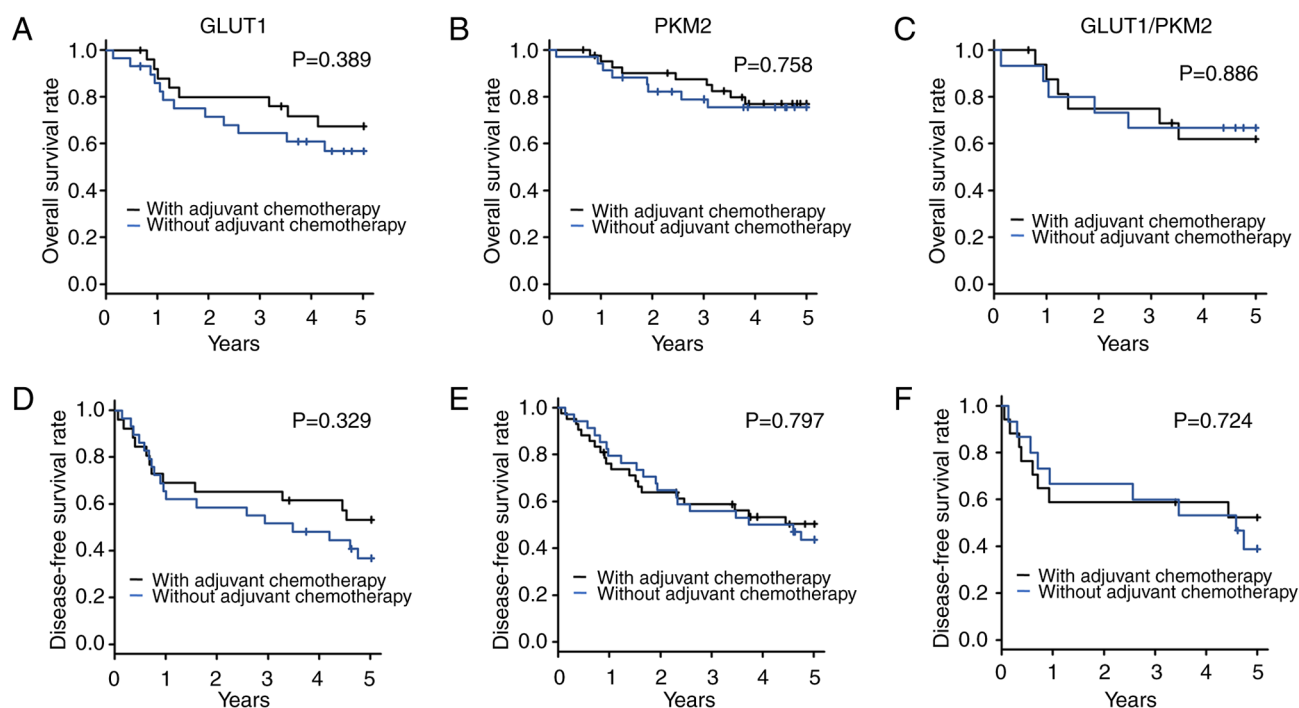 A
GLUT1
P=0.389
Overall survival rate
1.0
0.8
0.6
0.4
0.2
0.0
With adjuvant chemotherapy
Without adjuvant chemotherapy
0 1 2 3 4 5
Years
B
PKM2
P=0.758
Overall survival rate
1.0
0.8
0.6
0.4
0.2
0.0
With adjuvant chemotherapy
Without adjuvant chemotherapy
0 1 2 3 4 5
Years
C
GLUT1/PKM2
P=0.886
Overall survival rate
1.0
0.8
0.6
0.4
0.2
0.0
With adjuvant chemotherapy
Without adjuvant chemotherapy
0 1 2 3 4 5
Years
D
P=0.329
Disease-free survival rate
1.0
0.8
0.6
0.4
0.2
0.0
With adjuvant chemotherapy
Without adjuvant chemotherapy
0 1 2 3 4 5
Years
E
P=0.797
Disease-free survival rate
1.0
0.8
0.6
0.4
0.2
0.0
With adjuvant chemotherapy
Without adjuvant chemotherapy
0 1 2 3 4 5
Years
F
P=0.724
Disease-free survival rate
1.0
0.8
0.6
0.4
0.2
0.0
With adjuvant chemotherapy
Without adjuvant chemotherapy
0 1 2 3 4 5
Years